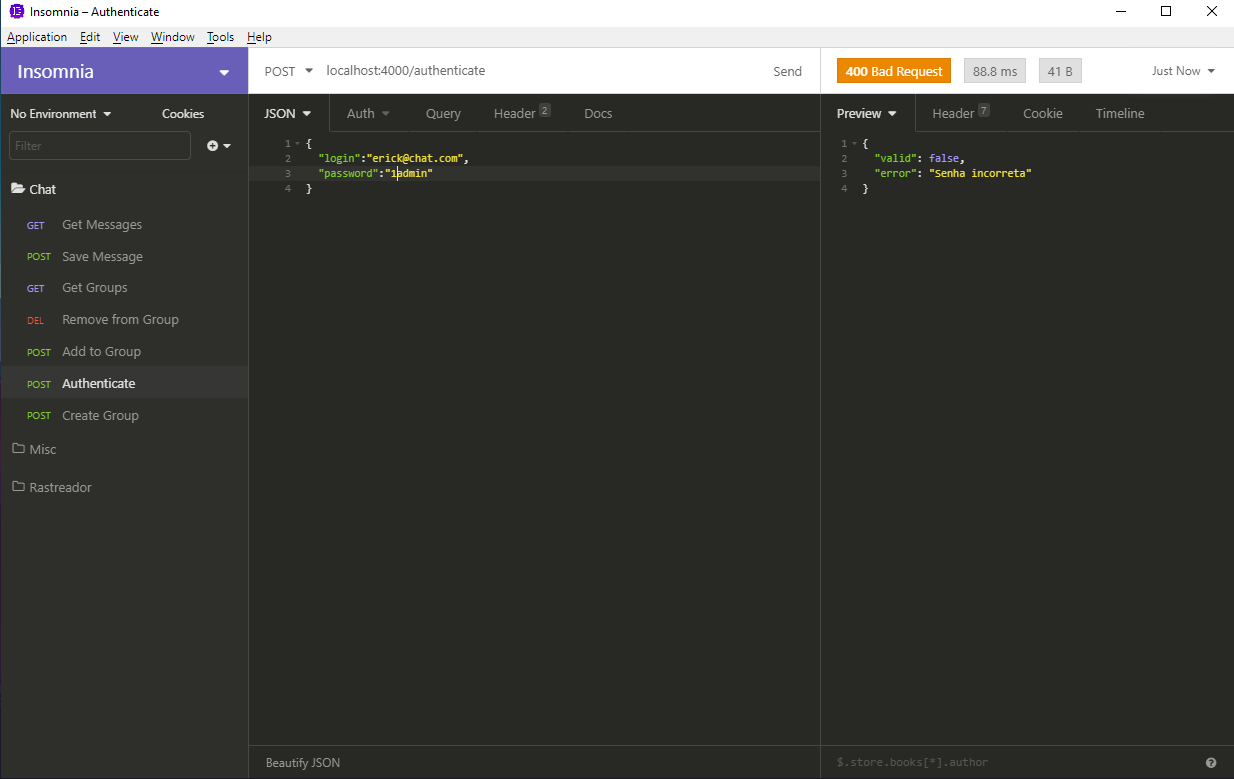 Insomnia – Authenticate
Application Edit View Window Tools Help
Insomnia
POST localhost:4000/authenticate Send
400 Bad Request 88.8 ms 41 B Just Now
No Environment Cookies
Filter
JSON Auth Query Header 2 Docs
Preview Header 7 Cookie Timeline
Chat
GET Get Messages
POST Save Message
GET Get Groups
DEL Remove from Group
POST Add to Group
POST Authenticate
POST Create Group
Misc
Rastreador
1 {
2 "login":"erick@chat.com",
3 "password":"1admin"
4 }
Beautify JSON
1 {
2 "valid": false,
3 "error": "Senha incorreta"
4 }
$.store.books[*].author